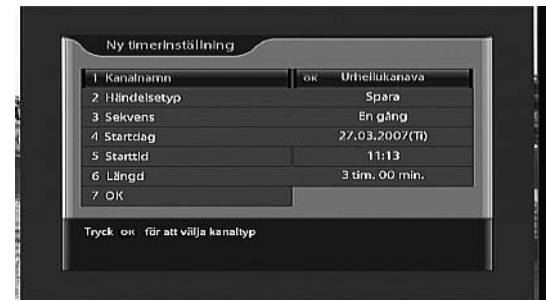 Ny timerinställning
1 Kanalnamn OK Urheilukanava
2 Händelsetyp Spara
3 Sekvens En gång
4 Startdag 27.03.2007(Ti)
5 Starttid 11:13
6 Längd 3 tim. 00 min.
7 OK
Tryck OK för att välja kanaltyp